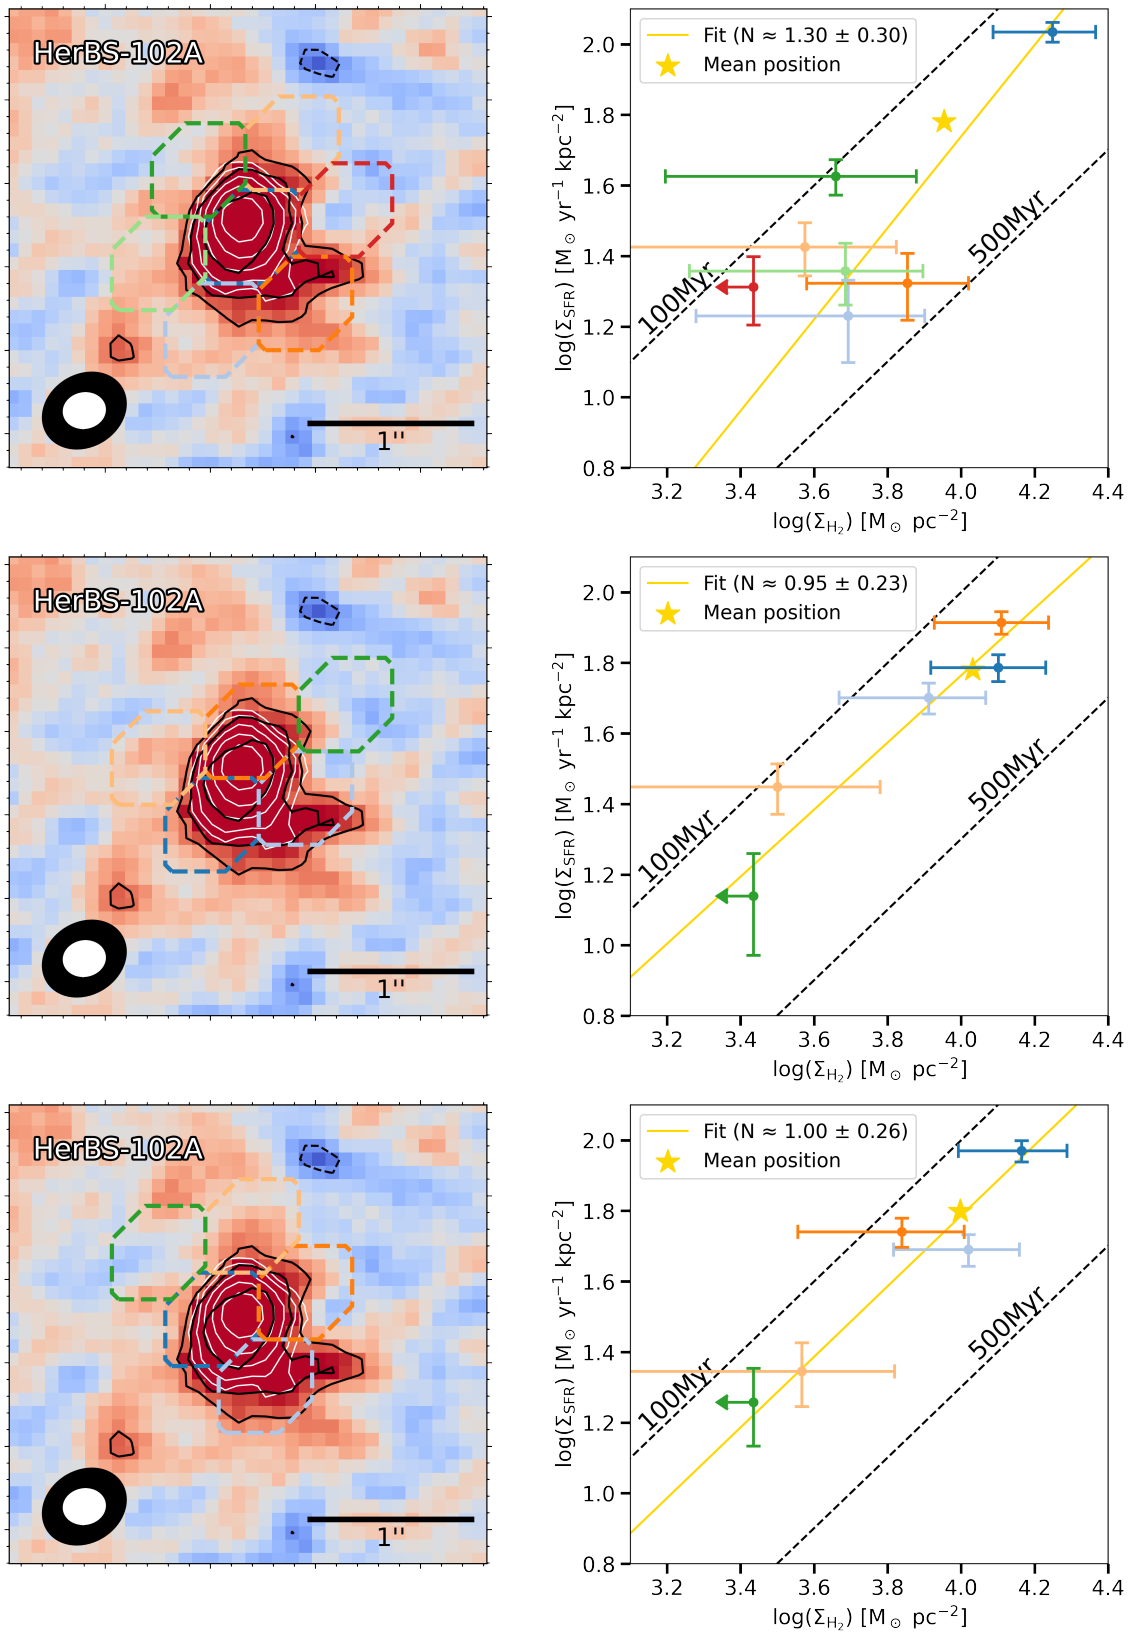 HerBS-102A
1''
Fit (N ≈ 1.30 ± 0.30)
Mean position
100Myr
500Myr
2.0
1.8
1.6
1.4
1.2
1.0
0.8
log(Σ_SFR) [M⊙ yr⁻¹ kpc⁻²]
3.2 3.4 3.6 3.8 4.0 4.2 4.4
log(Σ_H₂) [M⊙ pc⁻²]
HerBS-102A
1''
Fit (N ≈ 0.95 ± 0.23)
Mean position
100Myr
500Myr
2.0
1.8
1.6
1.4
1.2
1.0
0.8
log(Σ_SFR) [M⊙ yr⁻¹ kpc⁻²]
3.2 3.4 3.6 3.8 4.0 4.2 4.4
log(Σ_H₂) [M⊙ pc⁻²]
HerBS-102A
1''
Fit (N ≈ 1.00 ± 0.26)
Mean position
100Myr
500Myr
2.0
1.8
1.6
1.4
1.2
1.0
0.8
log(Σ_SFR) [M⊙ yr⁻¹ kpc⁻²]
3.2 3.4 3.6 3.8 4.0 4.2 4.4
log(Σ_H₂) [M⊙ pc⁻²]